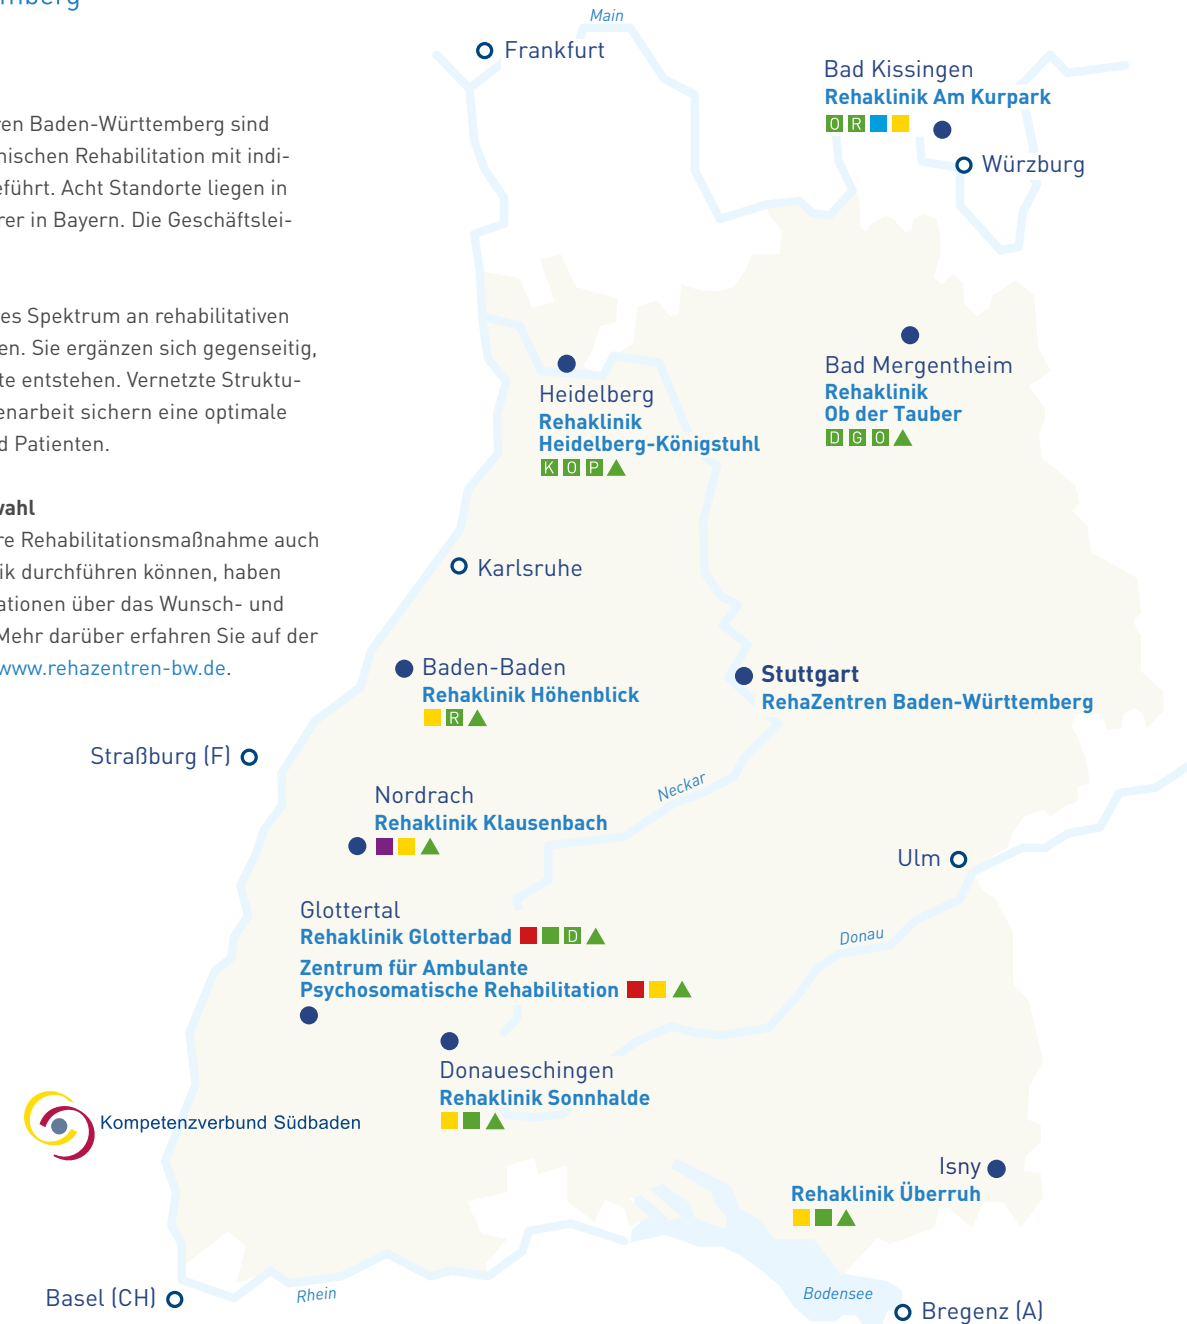 Main
Frankfurt
Bad Kissingen
Rehaklinik Am Kurpark
O R
Würzburg
ren Baden-Württemberg sind
nischen Rehabilitation mit indi-
eführt. Acht Standorte liegen in
rer in Bayern. Die Geschäftslei-
es Spektrum an rehabilitativen
en. Sie ergänzen sich gegenseitig,
te entstehen. Vernetzte Struktu-
enarbeit sichern eine optimale
d Patienten.
wahl
re Rehabilitationsmaßnahme auch
ik durchführen können, haben
ationen über das Wunsch- und
Mehr darüber erfahren Sie auf der
www.rehazentren-bw.de.
Heidelberg
Rehaklinik
Heidelberg-Königstuhl
K O P
Bad Mergentheim
Rehaklinik
Ob der Tauber
D G O
Karlsruhe
Baden-Baden
Rehaklinik Höhenblick
R
Stuttgart
RehaZentren Baden-Württemberg
Straßburg (F)
Neckar
Nordrach
Rehaklinik Klausenbach
Ulm
Glottertal
Rehaklinik Glotterbad D
Zentrum für Ambulante
Psychosomatische Rehabilitation
Donau
Donaueschingen
Rehaklinik Sonnhalde
Kompetenzverbund Südbaden
Isny
Rehaklinik Überruh
Basel (CH)
Rhein
Bodensee
Bregenz (A)